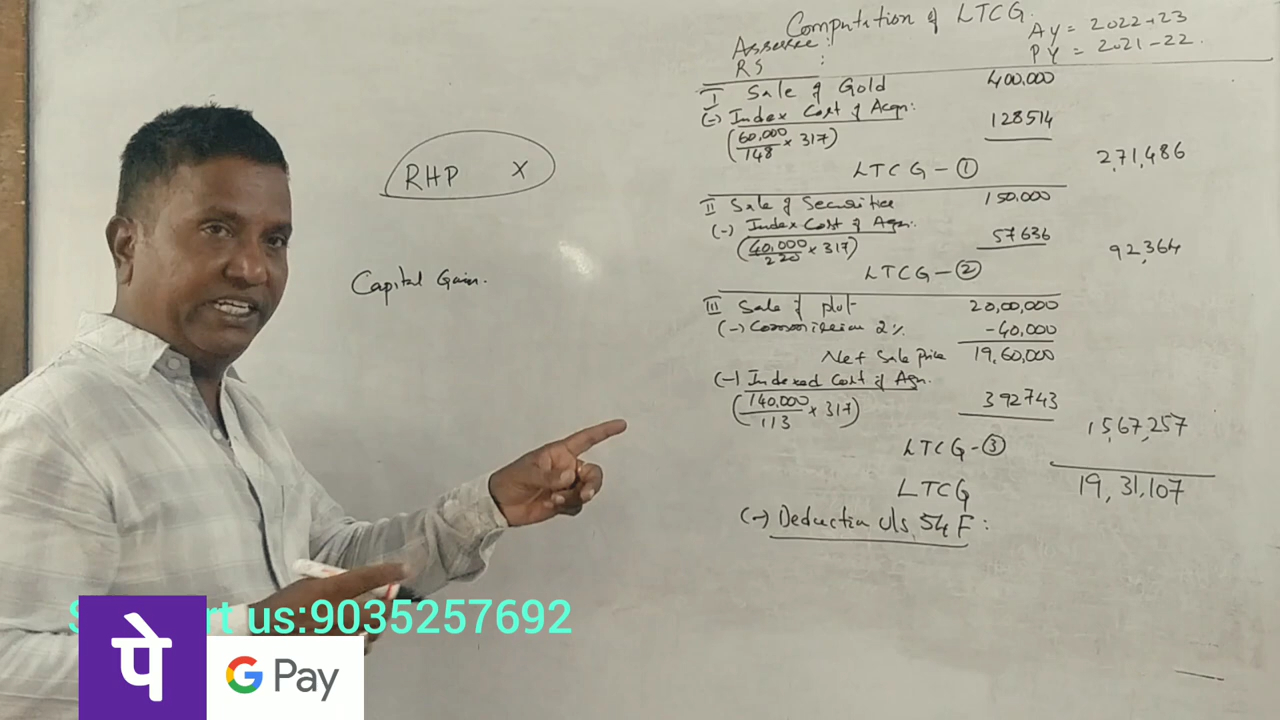 Computation of LTCG.
Assessee :
AY = 2022-23
RS :
PY = 2021-22.
I Sale of Gold 400,000
(-) Index Cost of Acqn: 128514
(60,000/148 × 317)
LTCG - ① 271,486
II Sale of Securities 150,000
(-) Index Cost of Aqn: 57636
(40,000/220 × 317)
LTCG - ② 92,364
III Sale of plot 20,00,000
(-) Commission 2% -40,000
Net Sale Price 19,60,000
(-) Indexed Cost of Aqn. 392743
(140,000/113 × 317)
LTCG - ③ 15,67,257
LTCG 19,31,107
(-) Deduction u/s 54F:
RHP X
Capital Gain.
us:9035257692
पे
G Pay